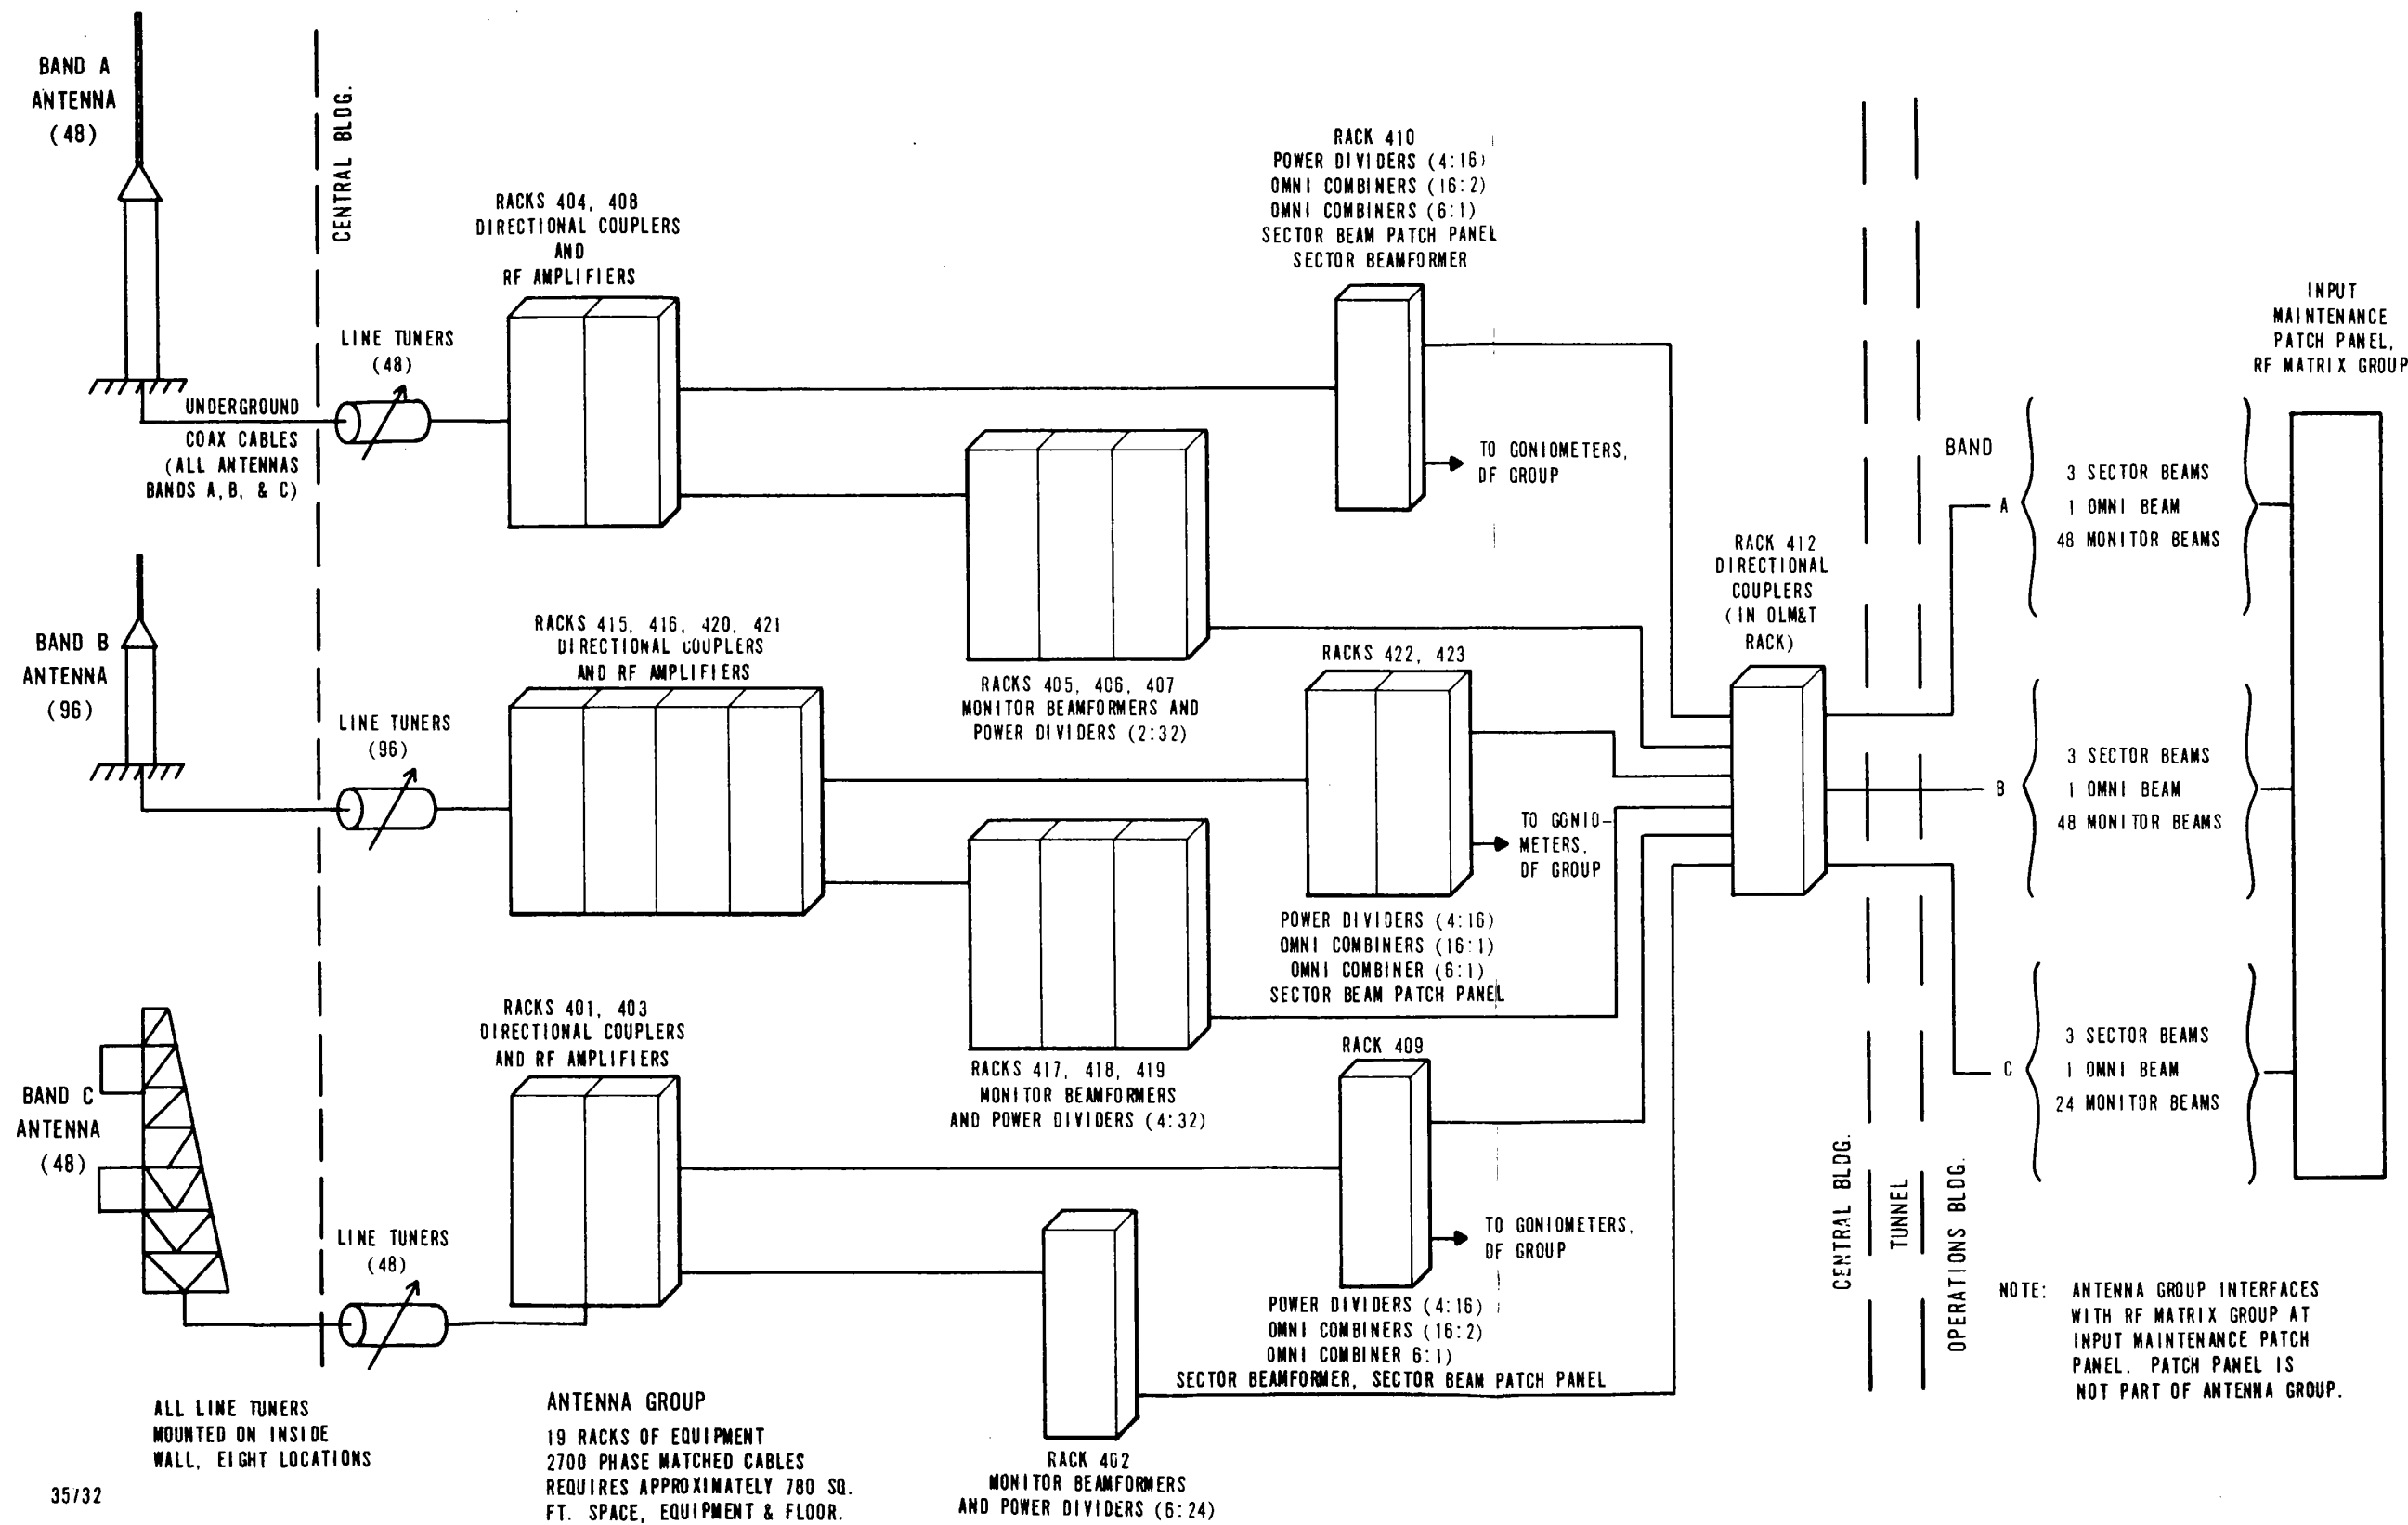 BAND A
ANTENNA
(48)
CENTRAL BLDG.
UNDERGROUND
COAX CABLES
(ALL ANTENNAS
BANDS A, B, & C)
LINE TUNERS
(48)
RACKS 404, 408
DIRECTIONAL COUPLERS
AND
RF AMPLIFIERS
RACK 410
POWER DIVIDERS (4:16)
OMNI COMBINERS (16:2)
OMNI COMBINERS (6:1)
SECTOR BEAM PATCH PANEL
SECTOR BEAMFORMER
TO GONIOMETERS,
DF GROUP
RACKS 405, 406, 407
MONITOR BEAMFORMERS AND
POWER DIVIDERS (2:32)
BAND B
ANTENNA
(96)
LINE TUNERS
(96)
RACKS 415, 416, 420, 421
DIRECTIONAL COUPLERS
AND RF AMPLIFIERS
RACKS 422, 423
TO GONIO-
METERS,
DF GROUP
POWER DIVIDERS (4:16)
OMNI COMBINERS (16:1)
OMNI COMBINER (6:1)
SECTOR BEAM PATCH PANEL
RACKS 417, 418, 419
MONITOR BEAMFORMERS
AND POWER DIVIDERS (4:32)
BAND C
ANTENNA
(48)
LINE TUNERS
(48)
RACKS 401, 403
DIRECTIONAL COUPLERS
AND RF AMPLIFIERS
RACK 409
TO GONIOMETERS,
DF GROUP
POWER DIVIDERS (4:16)
OMNI COMBINERS (16:2)
OMNI COMBINER 6:1)
SECTOR BEAMFORMER, SECTOR BEAM PATCH PANEL
RACK 402
MONITOR BEAMFORMERS
AND POWER DIVIDERS (6:24)
RACK 412
DIRECTIONAL
COUPLERS
(IN OLM&T
RACK)
CENTRAL BLDG.
TUNNEL
OPERATIONS BLDG.
INPUT
MAINTENANCE
PATCH PANEL,
RF MATRIX GROUP
BAND
A
3 SECTOR BEAMS
1 OMNI BEAM
48 MONITOR BEAMS
B
3 SECTOR BEAMS
1 OMNI BEAM
48 MONITOR BEAMS
C
3 SECTOR BEAMS
1 OMNI BEAM
24 MONITOR BEAMS
NOTE: ANTENNA GROUP INTERFACES
WITH RF MATRIX GROUP AT
INPUT MAINTENANCE PATCH
PANEL. PATCH PANEL IS
NOT PART OF ANTENNA GROUP.
ALL LINE TUNERS
MOUNTED ON INSIDE
WALL, EIGHT LOCATIONS
ANTENNA GROUP
19 RACKS OF EQUIPMENT
2700 PHASE MATCHED CABLES
REQUIRES APPROXIMATELY 780 SQ.
FT. SPACE, EQUIPMENT & FLOOR.
35/32